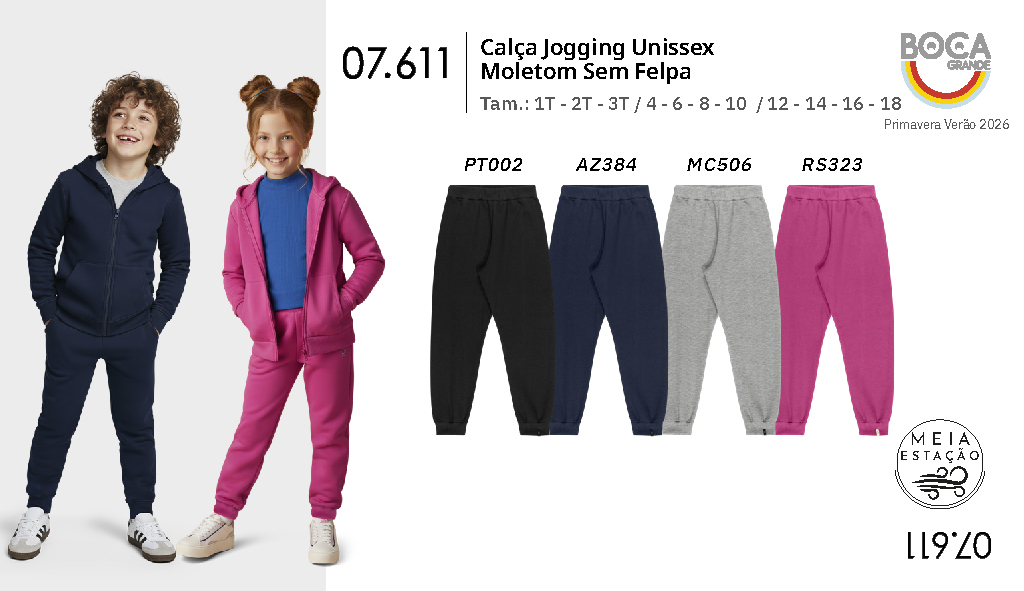 07.611
Calça Jogging Unissex
Moletom Sem Felpa
Tam.: 1T - 2T - 3T / 4 - 6 - 8 - 10 / 12 - 14 - 16 - 18
BOCA
GRANDE
Primavera Verão 2026
PT002 AZ384 MC506 RS323
MEIA
ESTAÇÃO
07.611